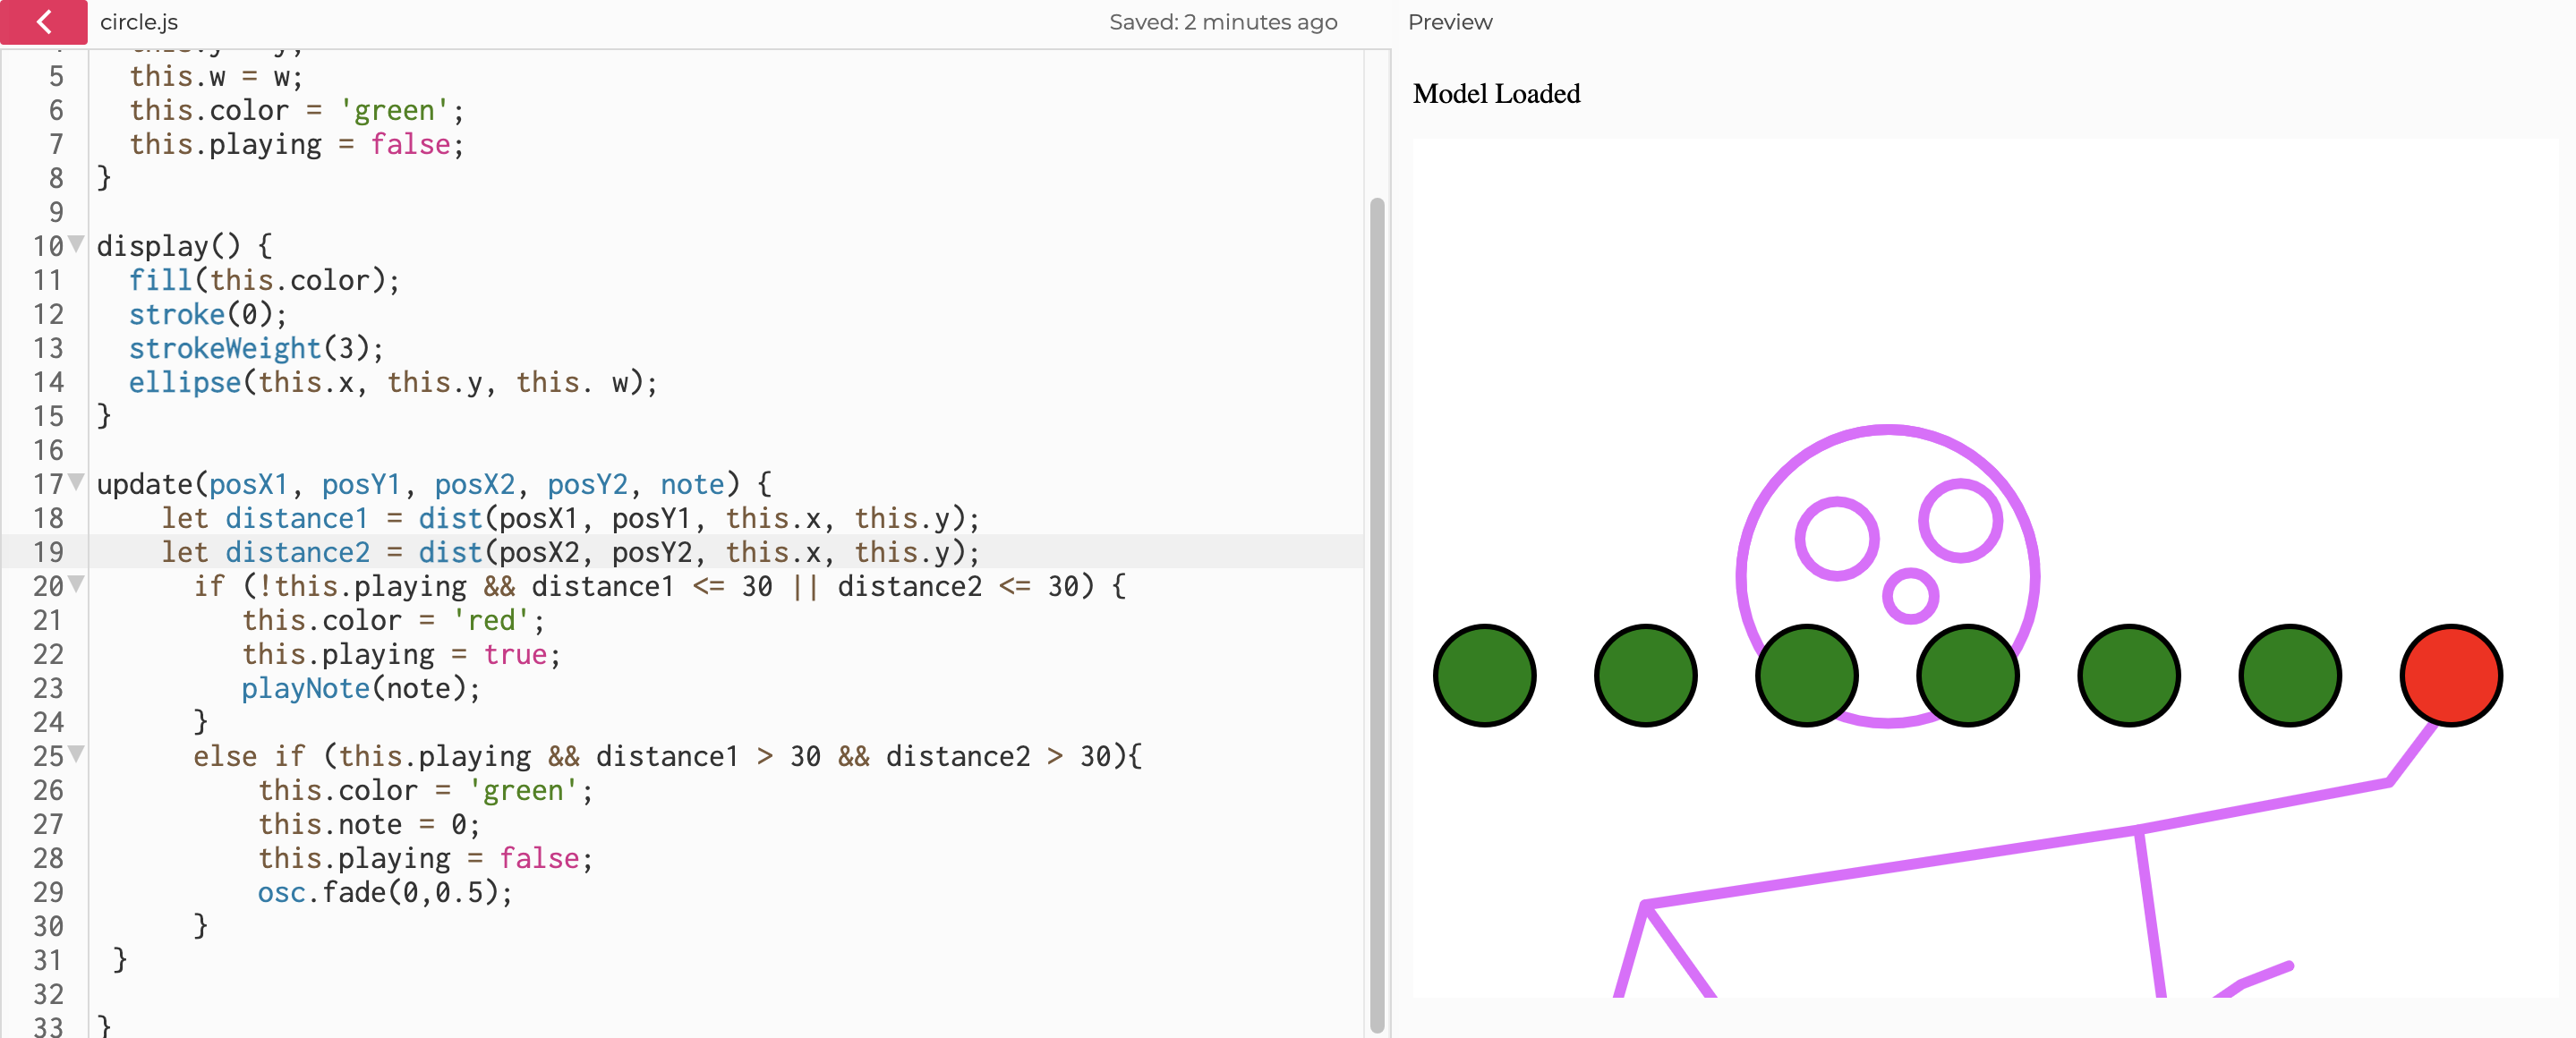 circle.js
Saved: 2 minutes ago
Preview
5 this.w = w;
6 this.color = 'green';
7 this.playing = false;
8 }
9
10 display() {
11 fill(this.color);
12 stroke(0);
13 strokeWeight(3);
14 ellipse(this.x, this.y, this. w);
15 }
16
17 update(posX1, posY1, posX2, posY2, note) {
18 let distance1 = dist(posX1, posY1, this.x, this.y);
19 let distance2 = dist(posX2, posY2, this.x, this.y);
20 if (!this.playing && distance1 <= 30 || distance2 <= 30) {
21 this.color = 'red';
22 this.playing = true;
23 playNote(note);
24 }
25 else if (this.playing && distance1 > 30 && distance2 > 30){
26 this.color = 'green';
27 this.note = 0;
28 this.playing = false;
29 osc.fade(0,0.5);
30 }
31 }
32
33 }
Model Loaded